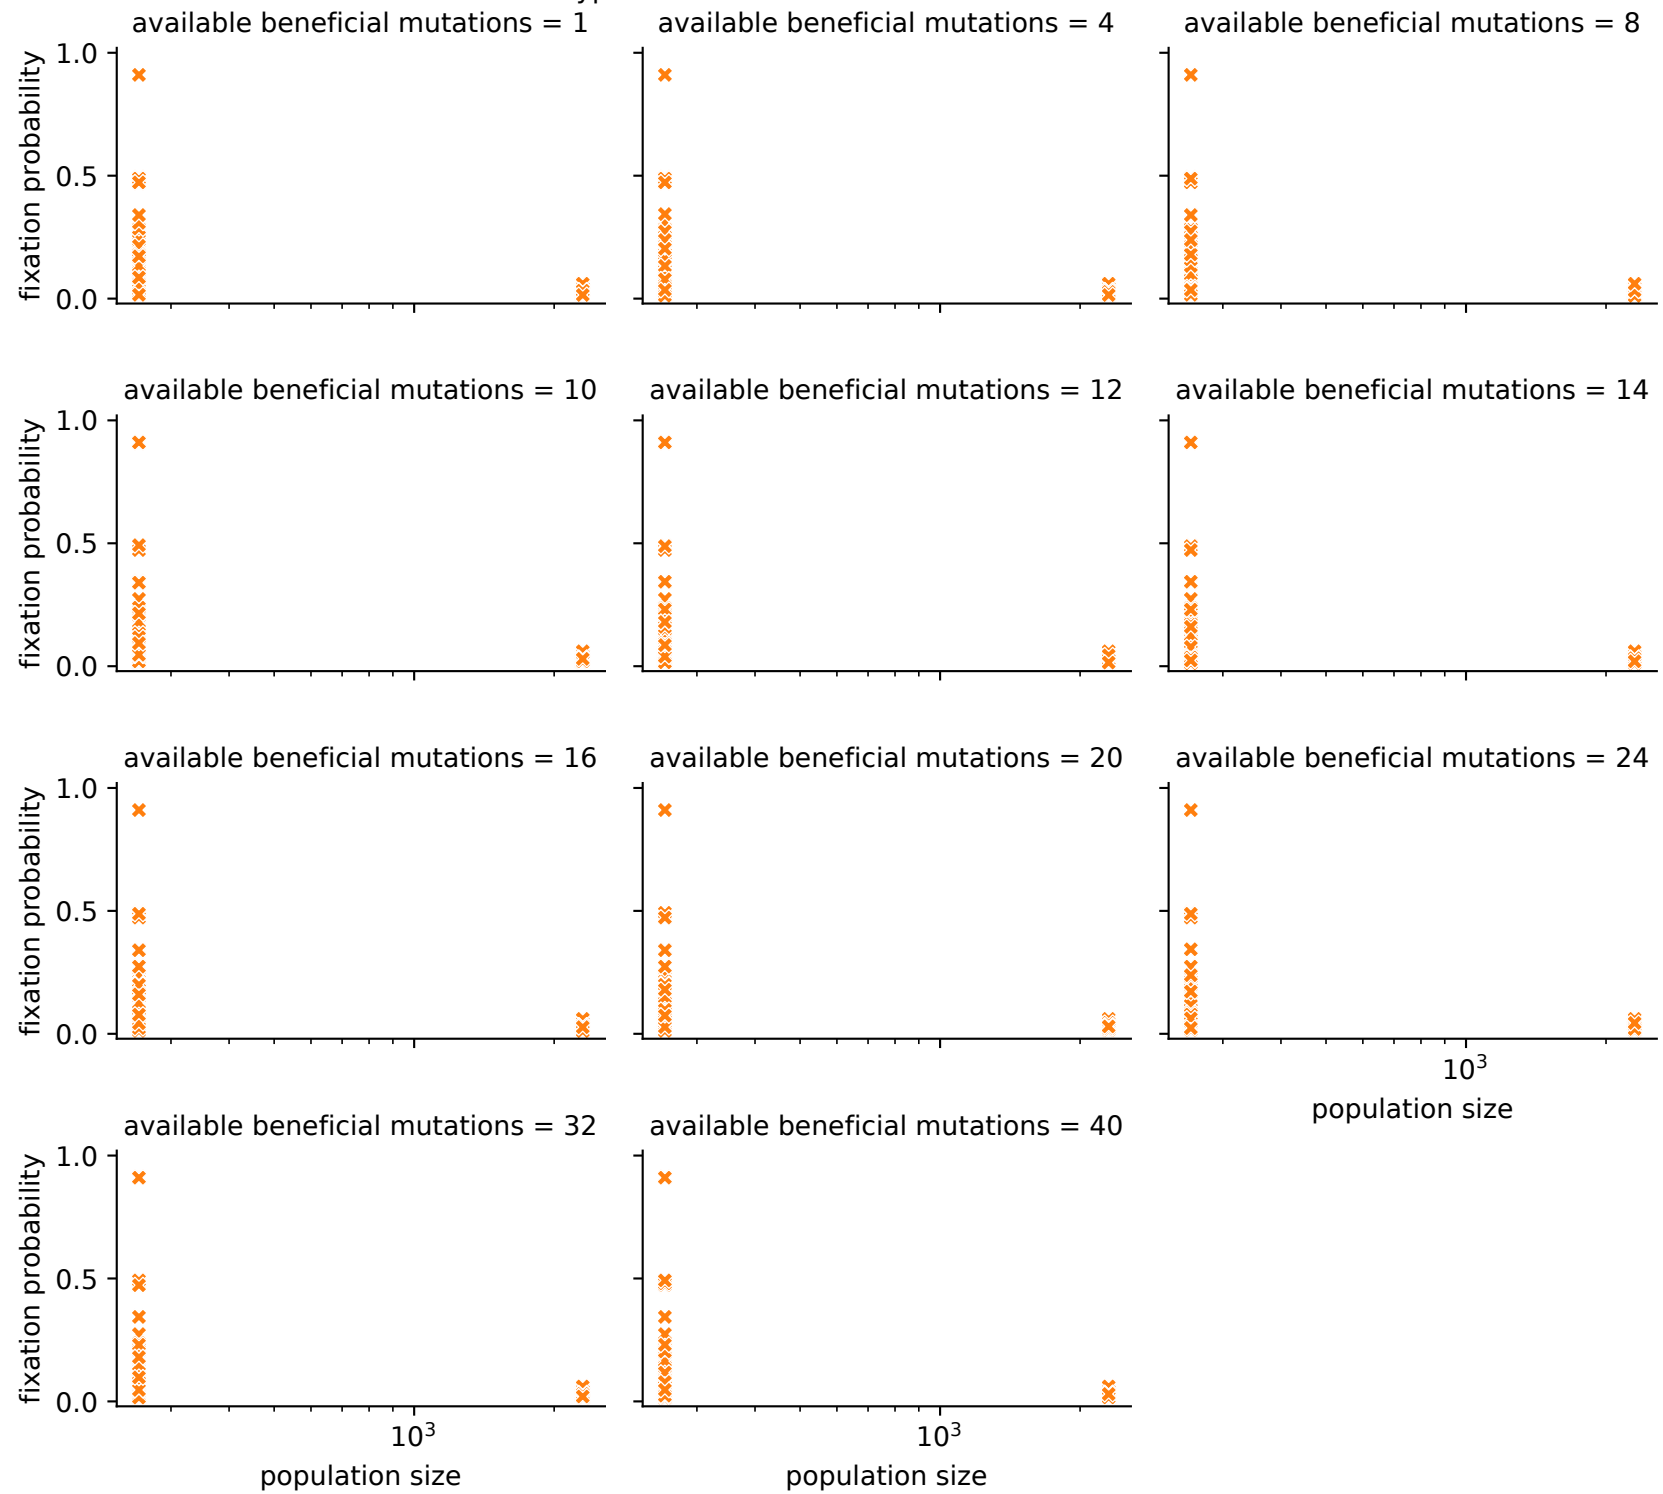 available beneficial mutations = 1
available beneficial mutations = 4
available beneficial mutations = 8
fixation probability
1.0
0.5
0.0
available beneficial mutations = 10
available beneficial mutations = 12
available beneficial mutations = 14
fixation probability
1.0
0.5
0.0
available beneficial mutations = 16
available beneficial mutations = 20
available beneficial mutations = 24
fixation probability
1.0
0.5
0.0
10³
population size
available beneficial mutations = 32
available beneficial mutations = 40
fixation probability
1.0
0.5
0.0
10³
10³
population size
population size